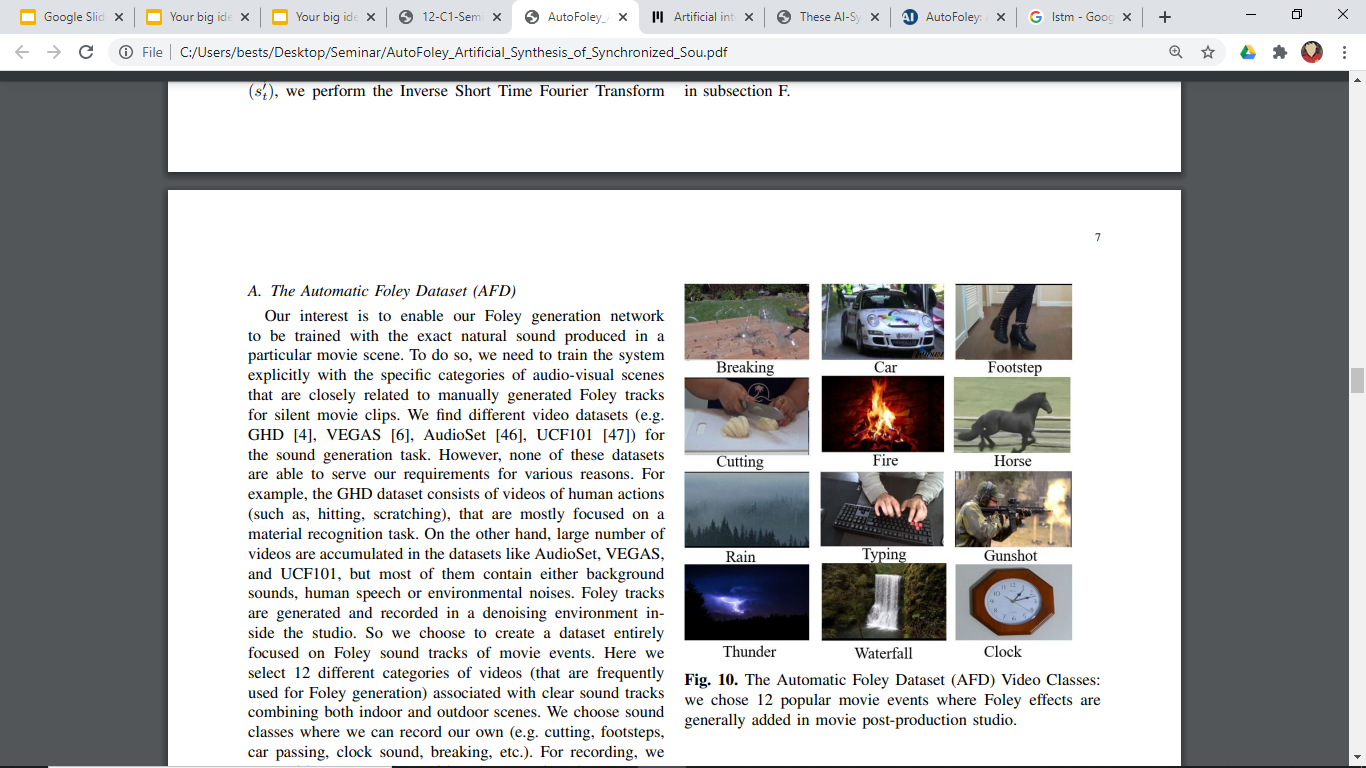 Google Slid
Your big ide
Your big ide
12-C1-Sem
AutoFoley_
Artificial int
These AI-Sy
AutoFoley:
lstm - Goog
File
C:/Users/bests/Desktop/Seminar/AutoFoley_Artificial_Synthesis_of_Synchronized_Sou.pdf
(s′t), we perform the Inverse Short Time Fourier Transform
in subsection F.
7
A. The Automatic Foley Dataset (AFD)
Our interest is to enable our Foley generation network
to be trained with the exact natural sound produced in a
particular movie scene. To do so, we need to train the system
explicitly with the specific categories of audio-visual scenes
that are closely related to manually generated Foley tracks
for silent movie clips. We find different video datasets (e.g.
GHD [4], VEGAS [6], AudioSet [46], UCF101 [47]) for
the sound generation task. However, none of these datasets
are able to serve our requirements for various reasons. For
example, the GHD dataset consists of videos of human actions
(such as, hitting, scratching), that are mostly focused on a
material recognition task. On the other hand, large number of
videos are accumulated in the datasets like AudioSet, VEGAS,
and UCF101, but most of them contain either background
sounds, human speech or environmental noises. Foley tracks
are generated and recorded in a denoising environment in-
side the studio. So we choose to create a dataset entirely
focused on Foley sound tracks of movie events. Here we
select 12 different categories of videos (that are frequently
used for Foley generation) associated with clear sound tracks
combining both indoor and outdoor scenes. We choose sound
classes where we can record our own (e.g. cutting, footsteps,
car passing, clock sound, breaking, etc.). For recording, we
Breaking
Car
Footstep
Cutting
Fire
Horse
Rain
Typing
Gunshot
Thunder
Waterfall
Clock
Fig. 10. The Automatic Foley Dataset (AFD) Video Classes:
we chose 12 popular movie events where Foley effects are
generally added in movie post-production studio.